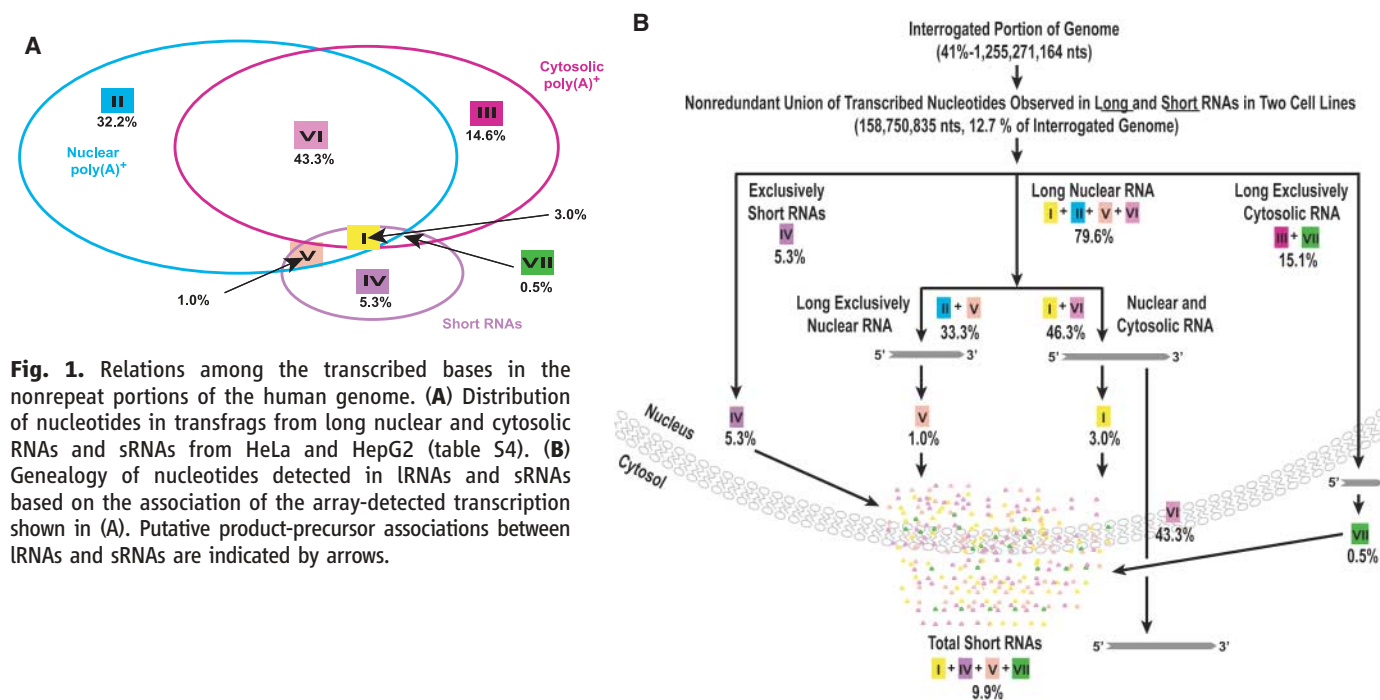 A
II
32.2%
Nuclear
poly(A)+
VI
43.3%
III
14.6%
Cytosolic
poly(A)+
I
3.0%
V
1.0%
IV
5.3%
VII
0.5%
Short RNAs
Fig. 1. Relations among the transcribed bases in the
nonrepeat portions of the human genome. (A) Distribution
of nucleotides in transfrags from long nuclear and cytosolic
RNAs and sRNAs from HeLa and HepG2 (table S4). (B)
Genealogy of nucleotides detected in lRNAs and sRNAs
based on the association of the array-detected transcription
shown in (A). Putative product-precursor associations between
lRNAs and sRNAs are indicated by arrows.
B
Interrogated Portion of Genome
(41%-1,255,271,164 nts)
Nonredundant Union of Transcribed Nucleotides Observed in Long and Short RNAs in Two Cell Lines
(158,750,835 nts, 12.7 % of Interrogated Genome)
Exclusively
Short RNAs
IV
5.3%
Long Nuclear RNA
I + II + V + VI
79.6%
Long Exclusively
Cytosolic RNA
III + VII
15.1%
Long Exclusively
Nuclear RNA
II + V
33.3%
I + VI
46.3%
Nuclear and
Cytosolic RNA
5' 3'
5' 3'
Nucleus
Cytosol
IV
5.3%
V
1.0%
I
3.0%
5'
VI
43.3%
VII
0.5%
Total Short RNAs
I + IV + V + VII
9.9%
5' 3'